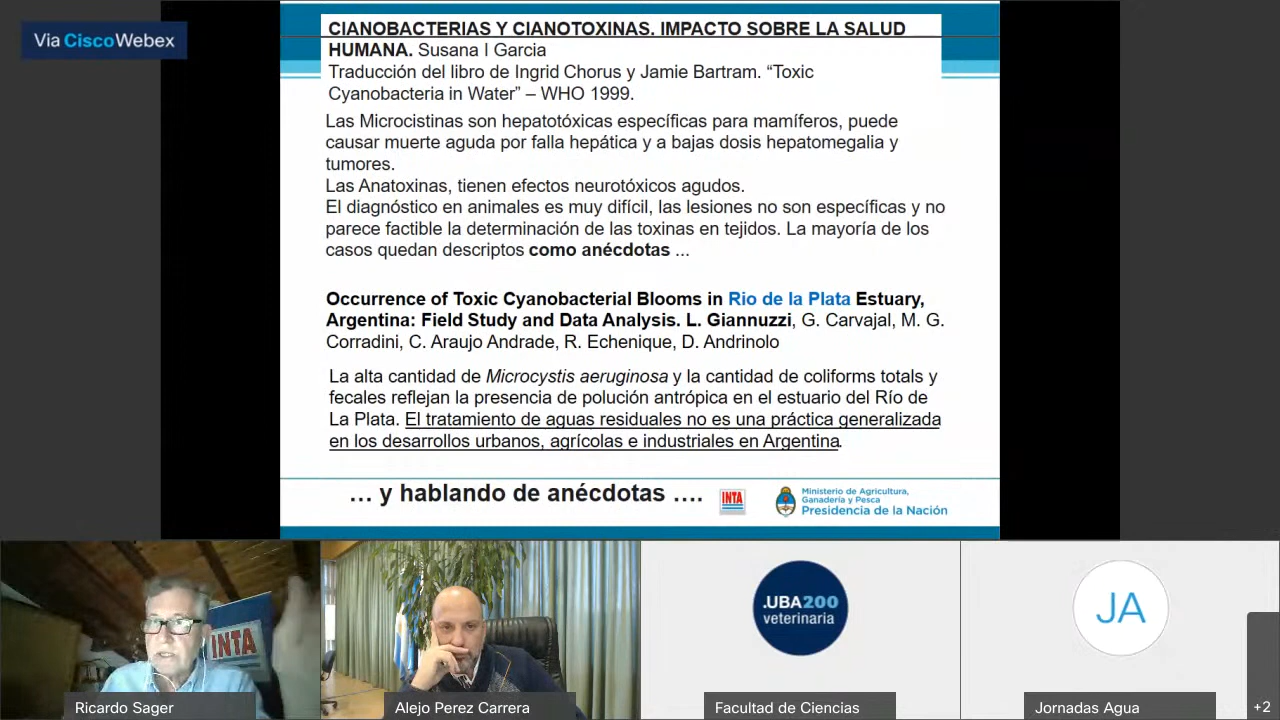 Via Cisco Webex
CIANOBACTERIAS Y CIANOTOXINAS. IMPACTO SOBRE LA SALUD
HUMANA. Susana I Garcia
Traducción del libro de Ingrid Chorus y Jamie Bartram. “Toxic
Cyanobacteria in Water” – WHO 1999.
Las Microcistinas son hepatotóxicas específicas para mamíferos, puede
causar muerte aguda por falla hepática y a bajas dosis hepatomegalia y
tumores.
Las Anatoxinas, tienen efectos neurotóxicos agudos.
El diagnóstico en animales es muy difícil, las lesiones no son específicas y no
parece factible la determinación de las toxinas en tejidos. La mayoría de los
casos quedan descriptos como anécdotas ...
Occurrence of Toxic Cyanobacterial Blooms in Rio de la Plata Estuary,
Argentina: Field Study and Data Analysis. L. Giannuzzi, G. Carvajal, M. G.
Corradini, C. Araujo Andrade, R. Echenique, D. Andrinolo
La alta cantidad de Microcystis aeruginosa y la cantidad de coliforms totals y
fecales reflejan la presencia de polución antrópica en el estuario del Río de
La Plata. El tratamiento de aguas residuales no es una práctica generalizada
en los desarrollos urbanos, agrícolas e industriales en Argentina.
… y hablando de anécdotas ….
INTA
Ministerio de Agricultura,
Ganadería y Pesca
Presidencia de la Nación
INTA
.UBA200
veterinaria
JA
Ricardo Sager
Alejo Perez Carrera
Facultad de Ciencias
Jornadas Agua
+2